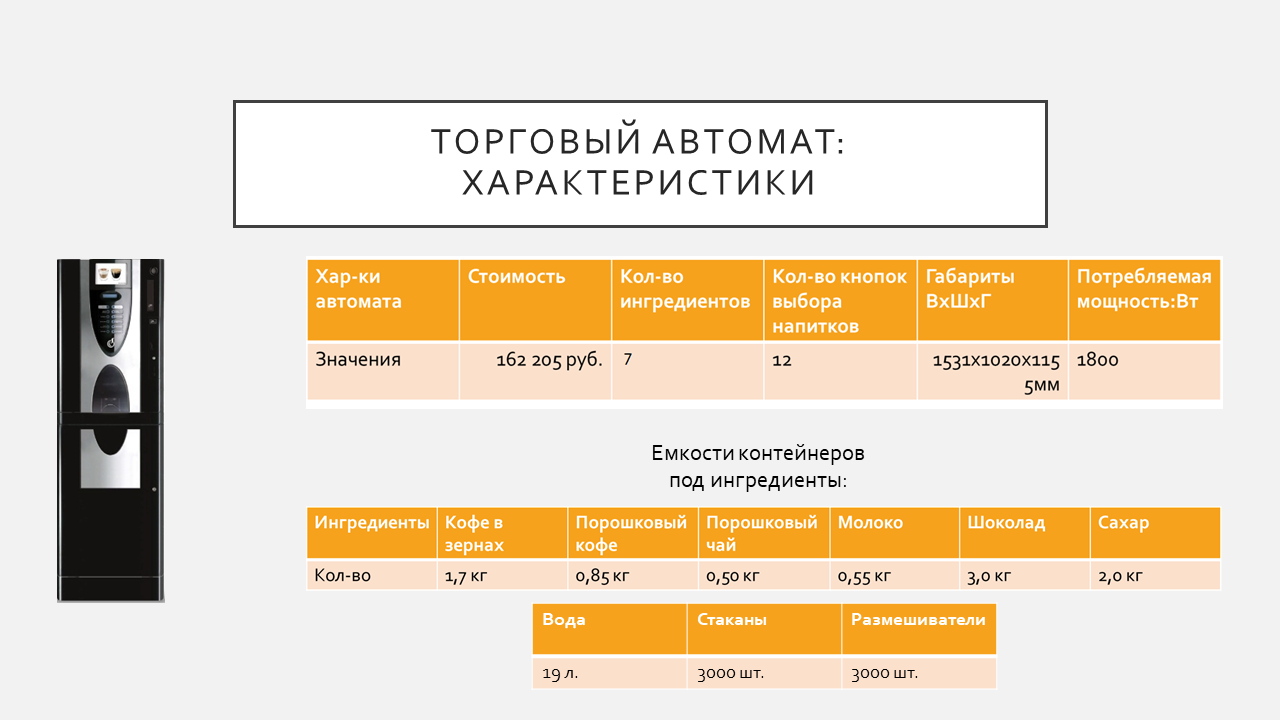 ТОРГОВЫЙ АВТОМАТ:
ХАРАКТЕРИСТИКИ
Хар-ки автомата Стоимость Кол-во ингредиентов Кол-во кнопок выбора напитков Габариты ВхШхГ Потребляемая мощность:Вт
Значения 162 205 руб. 7 12 1531х1020х1155мм 1800
Емкости контейнеров
под ингредиенты:
Ингредиенты Кофе в зернах Порошковый кофе Порошковый чай Молоко Шоколад Сахар
Кол-во 1,7 кг 0,85 кг 0,50 кг 0,55 кг 3,0 кг 2,0 кг
Вода Стаканы Размешиватели
19 л. 3000 шт. 3000 шт.